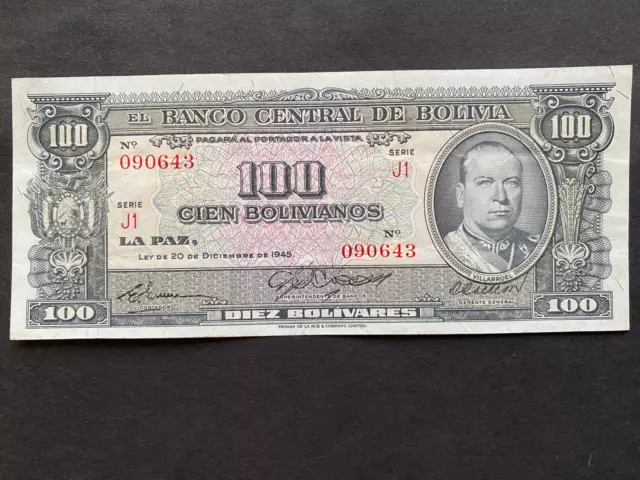 100
EL BANCO CENTRAL DE BOLIVIA
100
PAGARÁ AL PORTADOR A LA VISTA
Nº
090643
SERIE
J1
100
CIEN BOLIVIANOS
SERIE
J1
LA PAZ,
Nº
090643
LEY DE 20 DE DICIEMBRE DE 1945
VILLARROEL
SUPERINTENDENTE DE BANCOS
GERENTE GENERAL
100
DIEZ BOLÍVARES
100
THOMAS DE LA RUE & COMPANY, LIMITED.